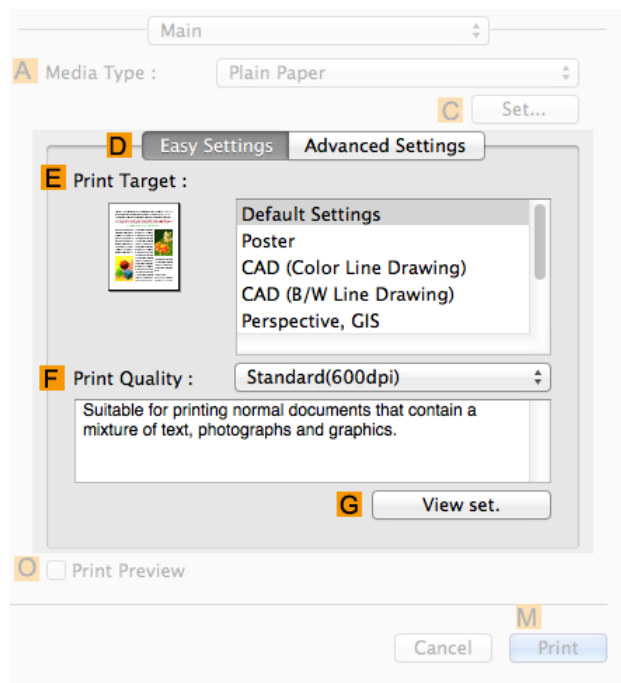 Main
A Media Type : Plain Paper
C Set...
D Easy Settings Advanced Settings
E Print Target :
Default Settings
Poster
CAD (Color Line Drawing)
CAD (B/W Line Drawing)
Perspective, GIS
F Print Quality : Standard(600dpi)
Suitable for printing normal documents that contain a
mixture of text, photographs and graphics.
G View set.
O Print Preview
M
Cancel Print